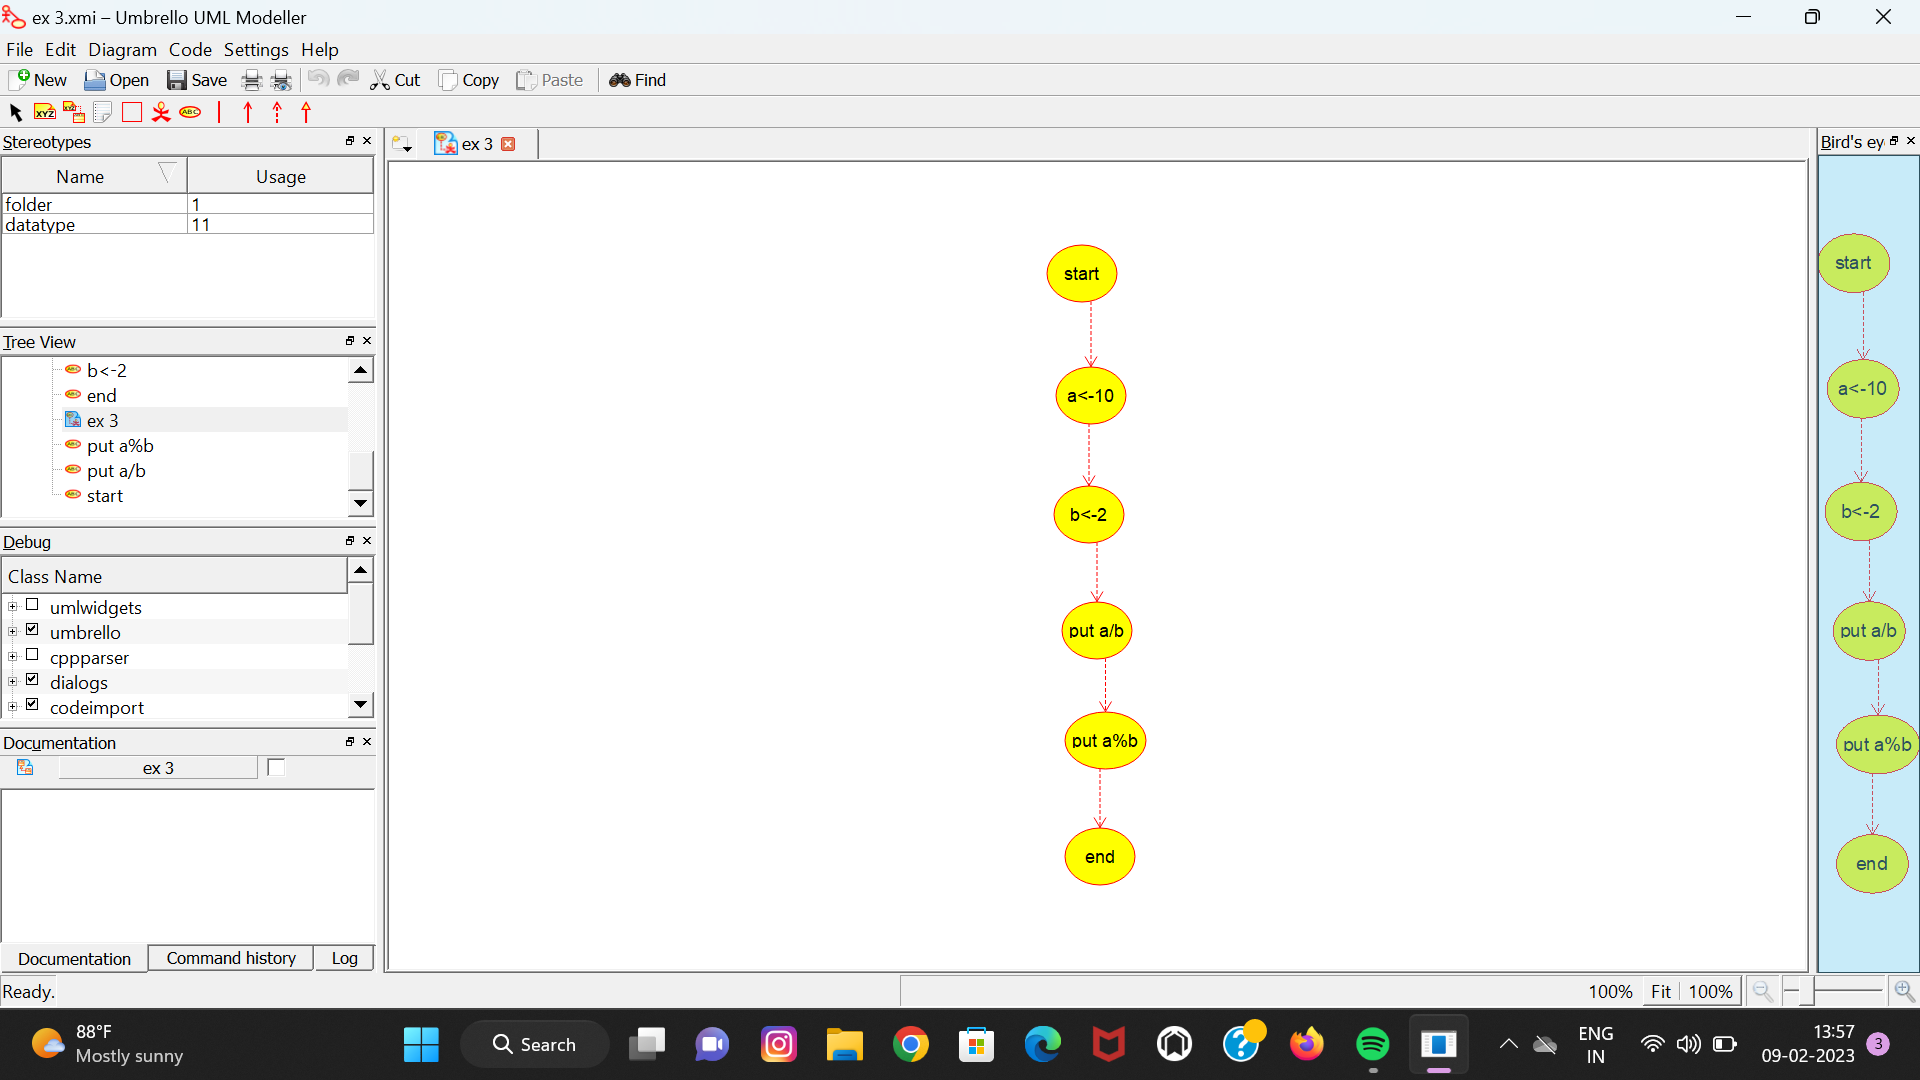 ex 3.xmi – Umbrello UML Modeller
File Edit Diagram Code Settings Help
New Open Save Cut Copy Paste Find
XYZ XYZ ABC
Stereotypes
Name Usage
folder 1
datatype 11
Tree View
b<-2
end
ex 3
put a%b
put a/b
start
Debug
Class Name
umlwidgets
umbrello
cppparser
dialogs
codeimport
Documentation
ex 3
Documentation Command history Log
ex 3
start
a<-10
b<-2
put a/b
put a%b
end
Bird's ey
start
a<-10
b<-2
put a/b
put a%b
end
Ready.
100% Fit 100%
88°F
Mostly sunny
Search
ENG
IN
13:57
09-02-2023
3